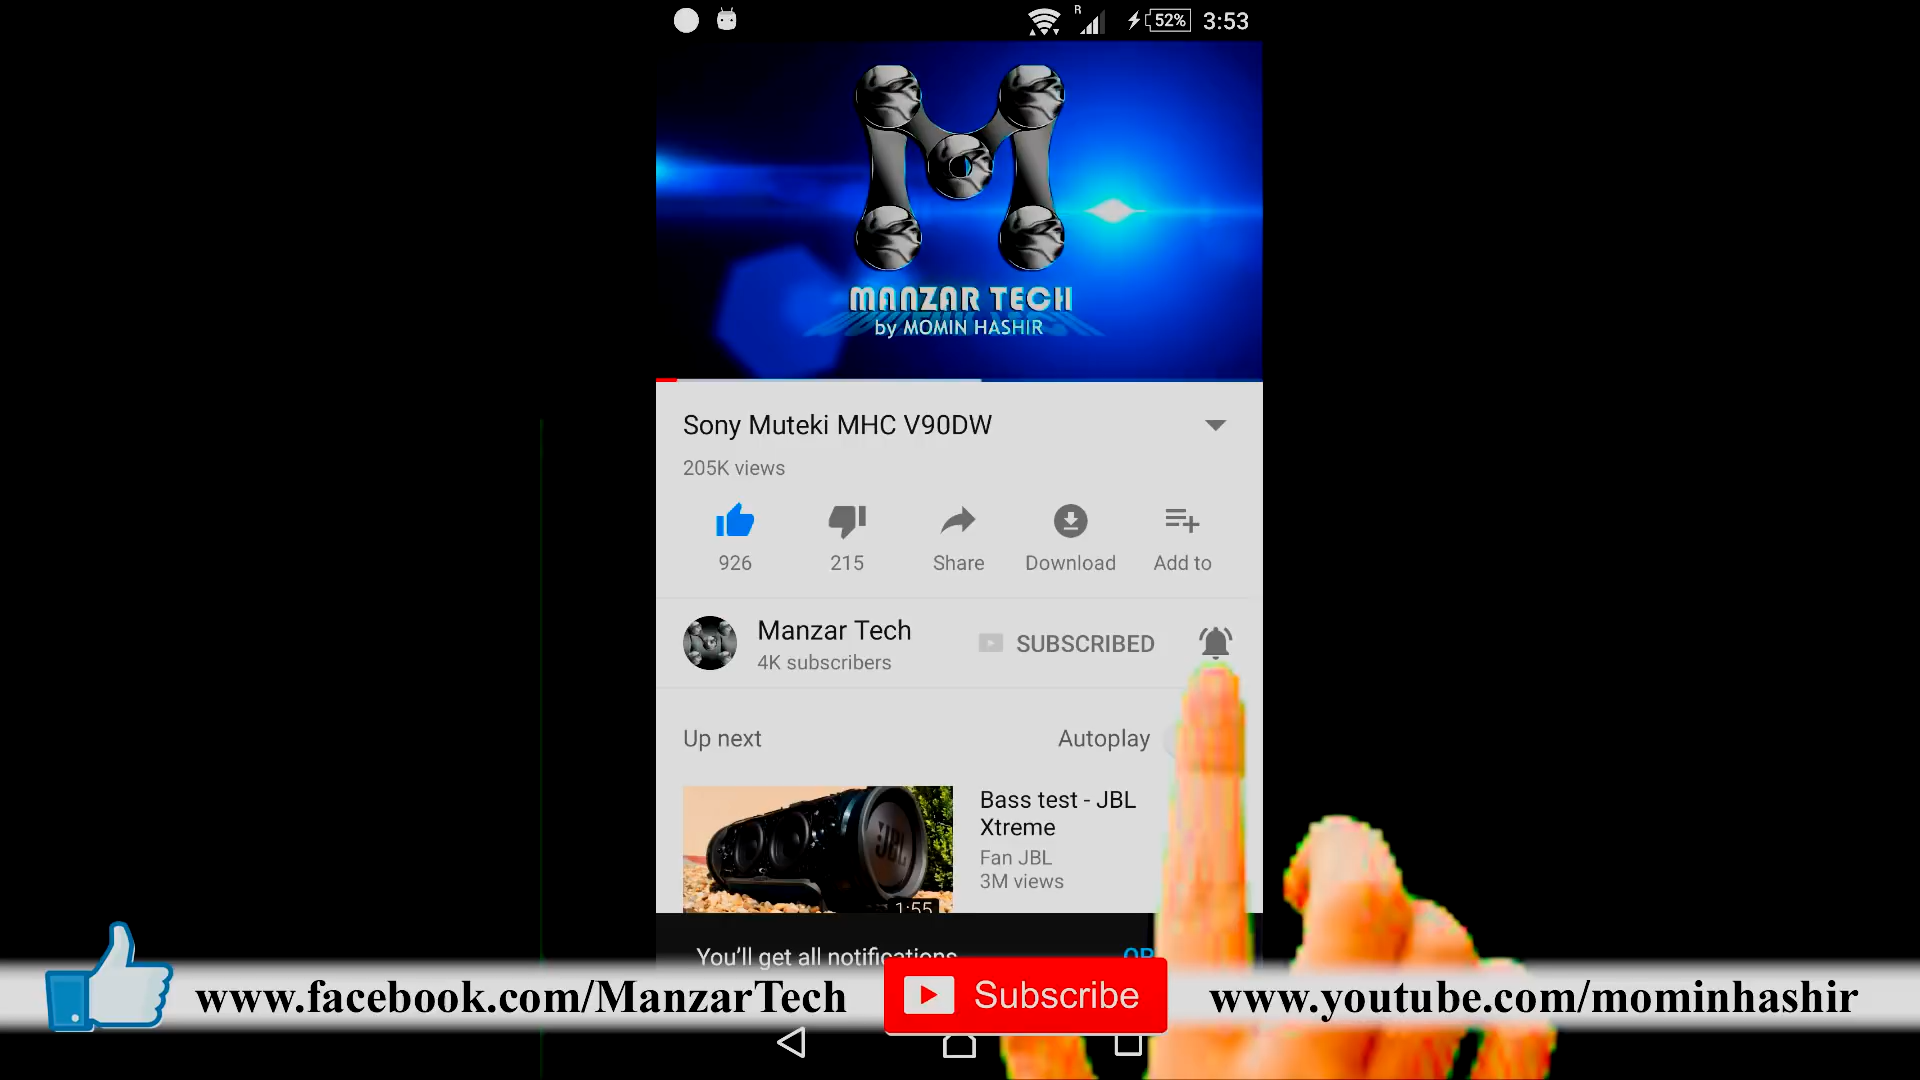 R
52%
3:53
MANZAR TECH
by MOMIN HASHIR
Sony Muteki MHC V90DW
205K views
926
215
Share
Download
Add to
Manzar Tech
4K subscribers
SUBSCRIBED
Up next
Autoplay
Bass test - JBL
Xtreme
Fan JBL
3M views
JBL
1:55
You'll get all notifications
www.facebook.com/ManzarTech
Subscribe
www.youtube.com/mominhashir